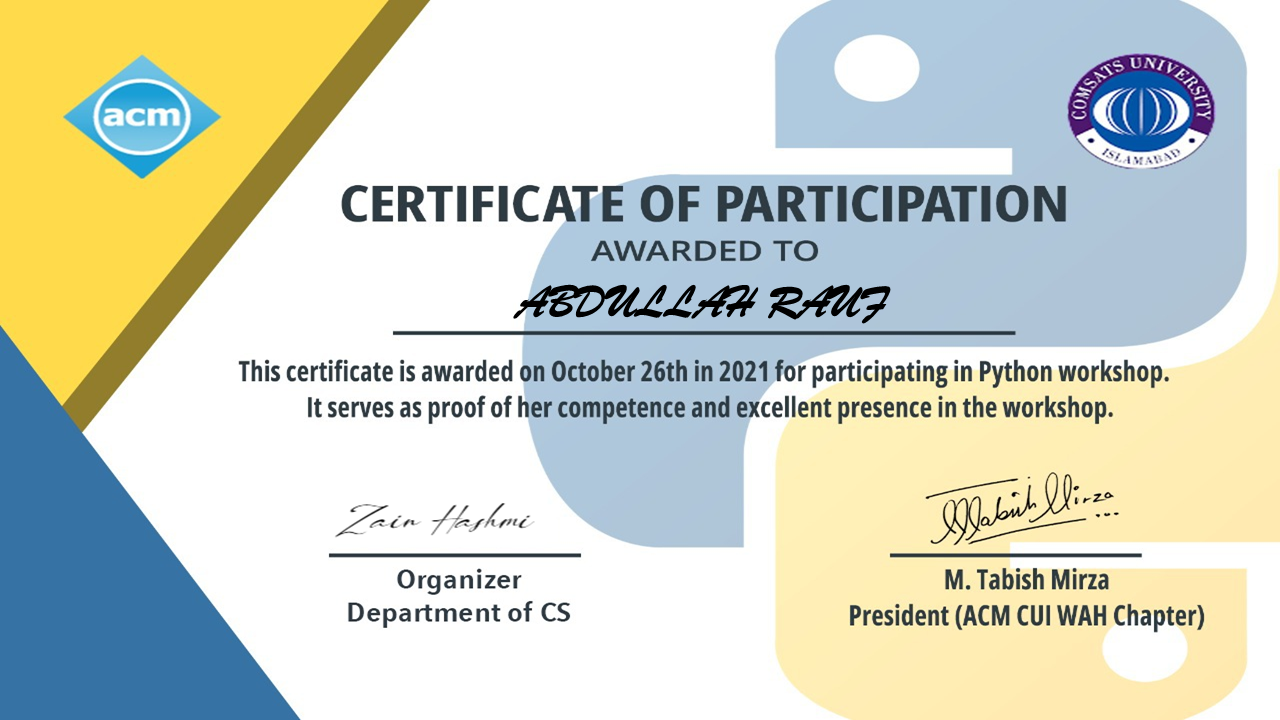 acm
COMSATS UNIVERSITY
ISLAMABAD
CERTIFICATE OF PARTICIPATION
AWARDED TO
ABDULLAH RAUF
This certificate is awarded on October 26th in 2021 for participating in Python workshop.
It serves as proof of her competence and excellent presence in the workshop.
Zain Hashmi
Organizer
Department of CS
M Tabish Mirza
M. Tabish Mirza
President (ACM CUI WAH Chapter)